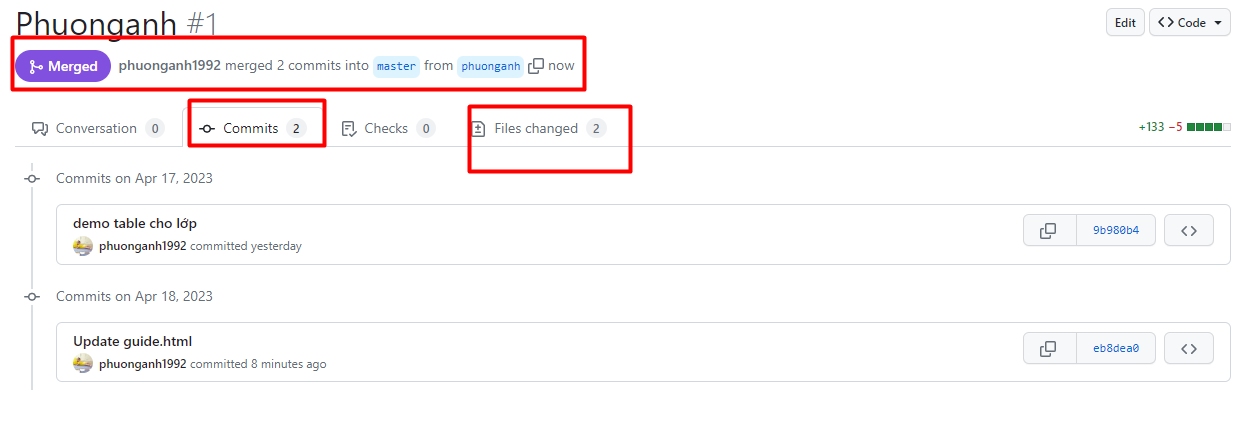 Phuonganh #1
Edit
Code
Merged
phuonganh1992 merged 2 commits into master from phuonganh now
Conversation 0
Commits 2
Checks 0
Files changed 2
+133 −5
Commits on Apr 17, 2023
demo table cho lớp
phuonganh1992 committed yesterday
9b980b4
Commits on Apr 18, 2023
Update guide.html
phuonganh1992 committed 8 minutes ago
eb8dea0